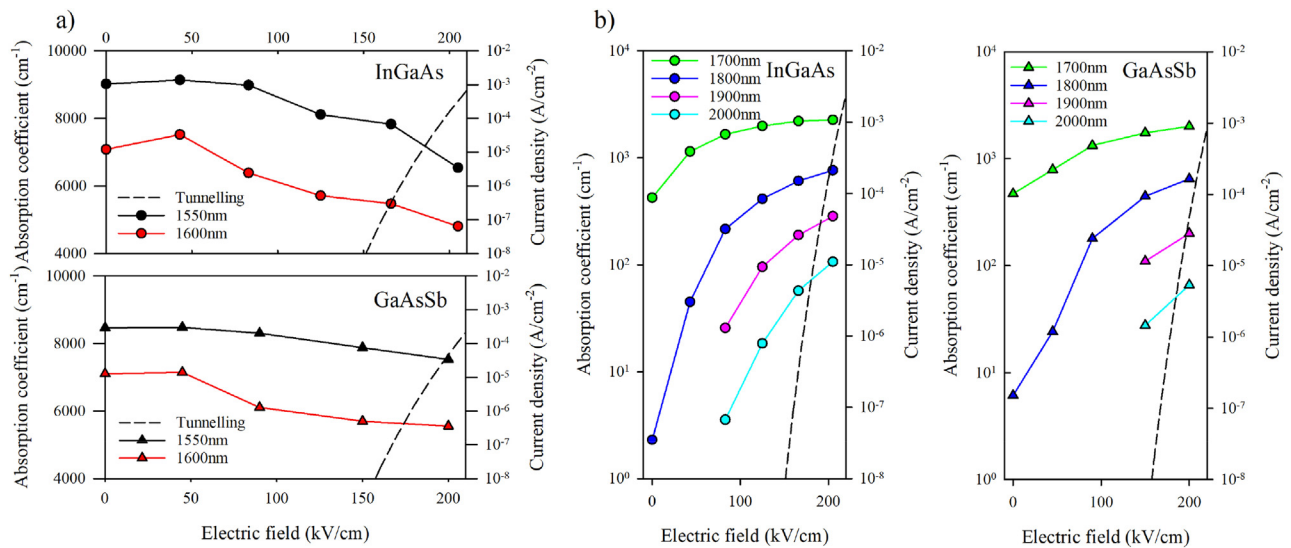 a)
0 50 100 150 200
10000
8000
6000
4000
Absorption coefficient (cm⁻¹)
InGaAs
Tunnelling
1550nm
1600nm
10⁻²
10⁻³
10⁻⁴
10⁻⁵
10⁻⁶
10⁻⁷
10⁻⁸
Current density (A/cm⁻²)
10000
8000
6000
4000
Absorption coefficient (cm⁻¹)
GaAsSb
Tunnelling
1550nm
1600nm
10⁻²
10⁻³
10⁻⁴
10⁻⁵
10⁻⁶
10⁻⁷
10⁻⁸
Current density (A/cm⁻²)
0 50 100 150 200
Electric field (kV/cm)
b)
10⁴
10³
10²
10¹
10⁰
Absorption coefficient (cm⁻¹)
1700nm
1800nm
1900nm
2000nm
InGaAs
10⁻²
10⁻³
10⁻⁴
10⁻⁵
10⁻⁶
10⁻⁷
10⁻⁸
Current density (A/cm⁻²)
0 100 200
Electric field (kV/cm)
10⁴
10³
10²
10¹
10⁰
Absorption coefficient (cm⁻¹)
1700nm
1800nm
1900nm
2000nm
GaAsSb
10⁻²
10⁻³
10⁻⁴
10⁻⁵
10⁻⁶
10⁻⁷
10⁻⁸
Current density (A/cm⁻²)
0 100 200
Electric field (kV/cm)